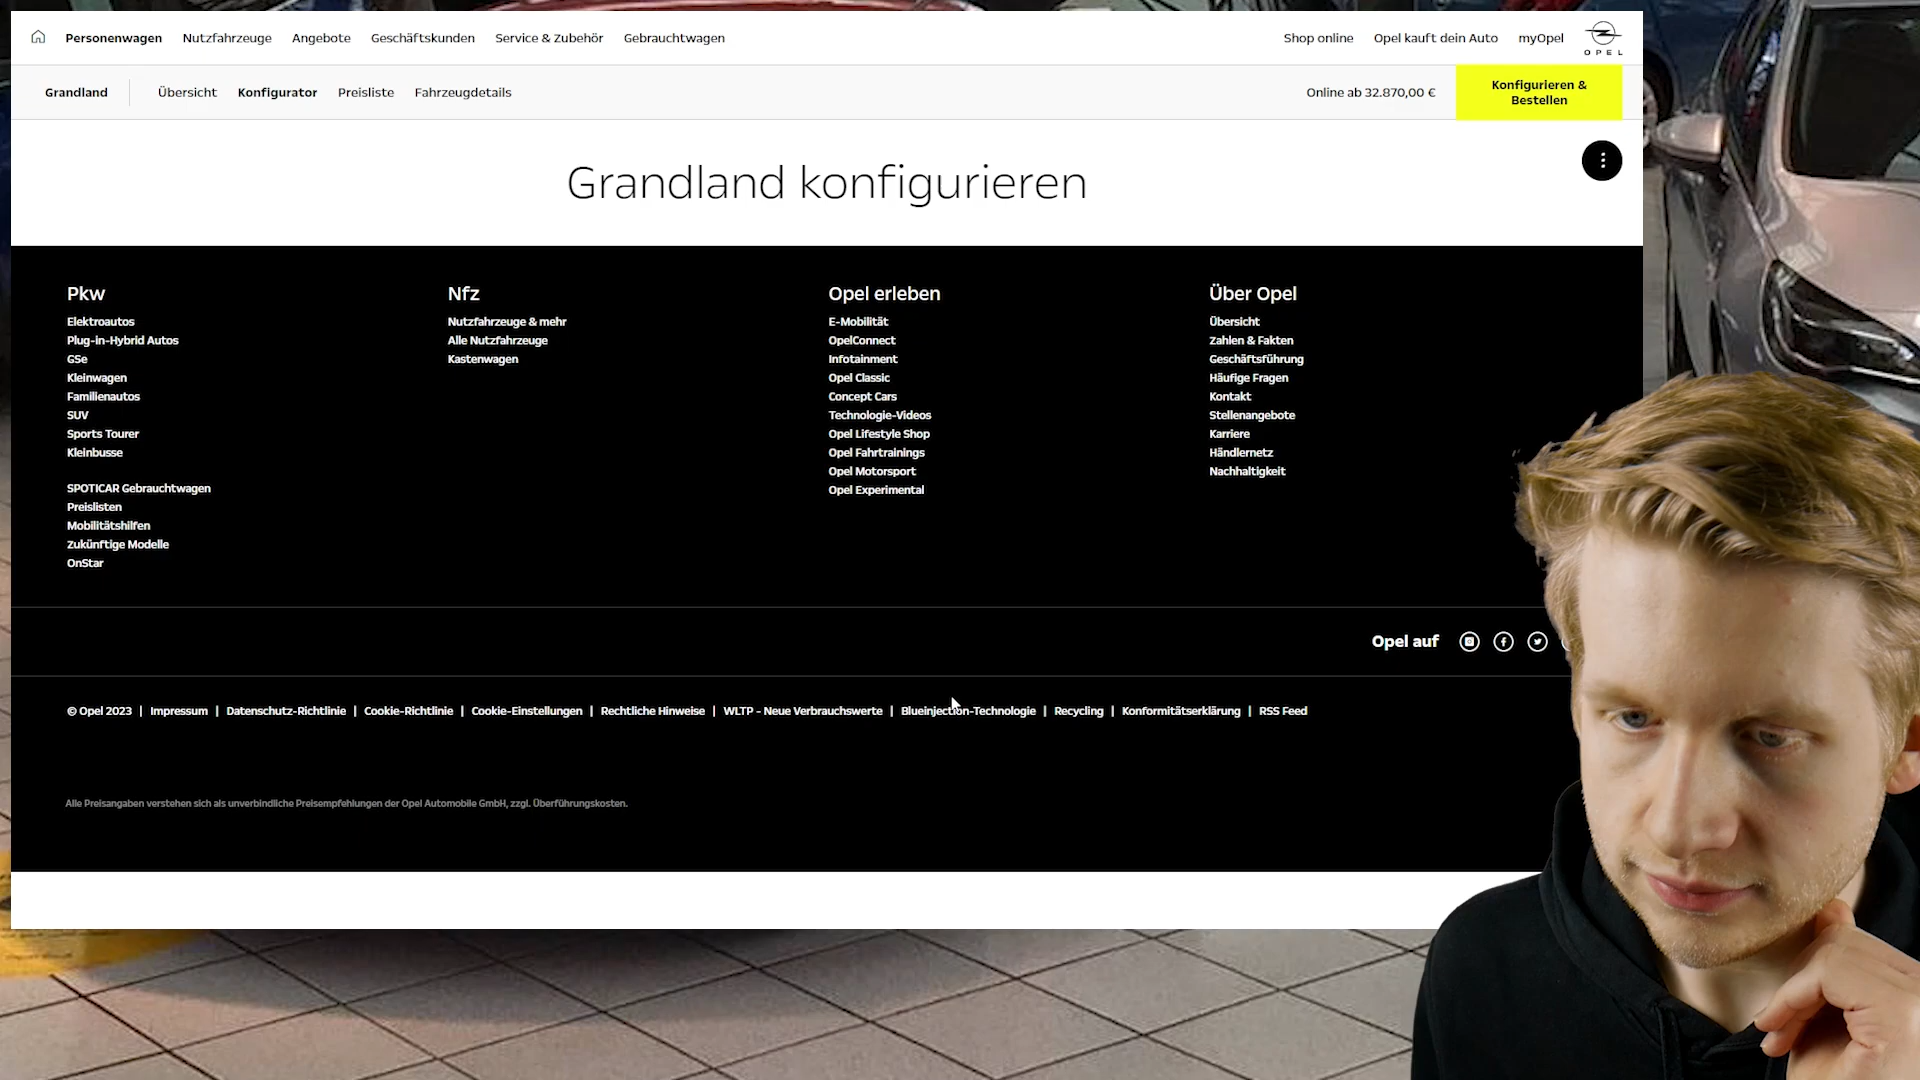 Personenwagen Nutzfahrzeuge Angebote Geschäftskunden Service & Zubehör Gebrauchtwagen Shop online Opel kauft dein Auto myOpel OPEL
Grandland Übersicht Konfigurator Preisliste Fahrzeugdetails Online ab 32.870,00 € Konfigurieren &
Bestellen
Grandland konfigurieren
Pkw
Elektroautos
Plug-in-Hybrid Autos
GSe
Kleinwagen
Familienautos
SUV
Sports Tourer
Kleinbusse
SPOTICAR Gebrauchtwagen
Preislisten
Mobilitätshilfen
Zukünftige Modelle
OnStar
Nfz
Nutzfahrzeuge & mehr
Alle Nutzfahrzeuge
Kastenwagen
Opel erleben
E-Mobilität
OpelConnect
Infotainment
Opel Classic
Concept Cars
Technologie-Videos
Opel Lifestyle Shop
Opel Fahrtrainings
Opel Motorsport
Opel Experimental
Über Opel
Übersicht
Zahlen & Fakten
Geschäftsführung
Häufige Fragen
Kontakt
Stellenangebote
Karriere
Händlernetz
Nachhaltigkeit
Opel auf
© Opel 2023 | Impressum | Datenschutz-Richtlinie | Cookie-Richtlinie | Cookie-Einstellungen | Rechtliche Hinweise | WLTP - Neue Verbrauchswerte | Blueinjection-Technologie | Recycling | Konformitätserklärung | RSS Feed
Alle Preisangaben verstehen sich als unverbindliche Preisempfehlungen der Opel Automobile GmbH, zzgl. Überführungskosten.